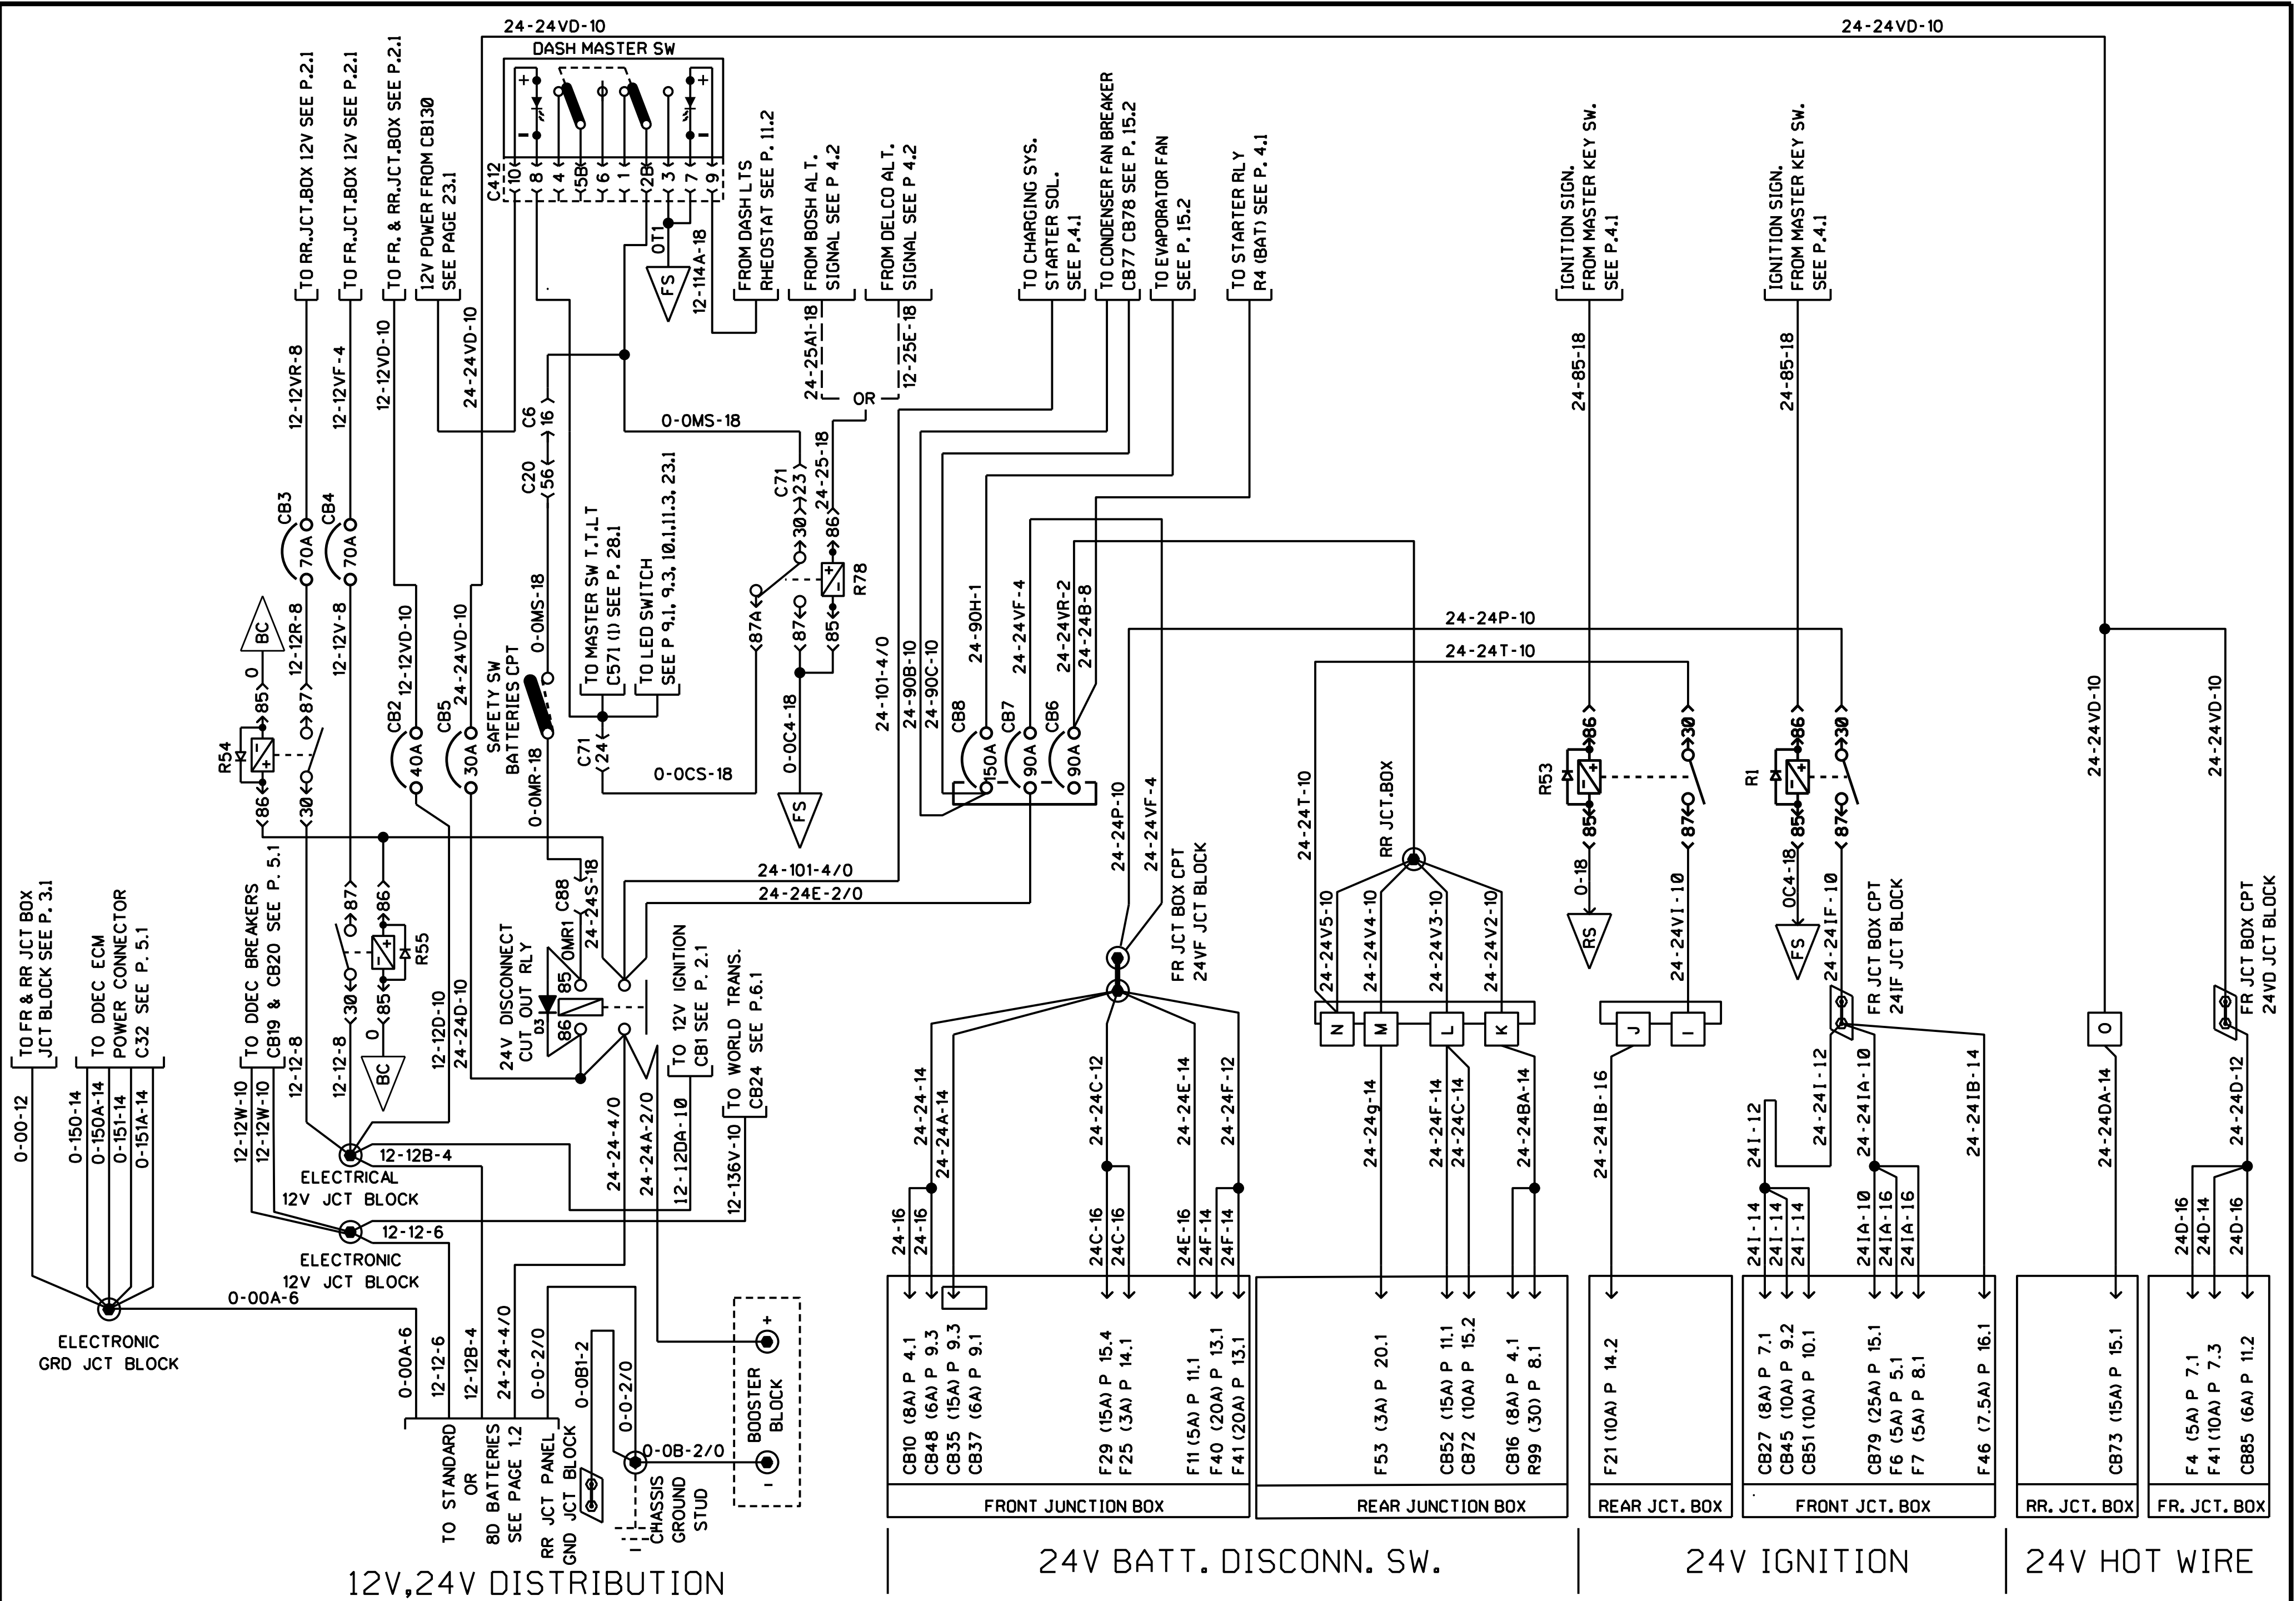 24-24VD-10
24-24VD-10
DASH MASTER SW
C412
10
8
4
5B
6
1
2B
3
7
9
TO RR.JCT.BOX 12V SEE P.2.1
TO FR.JCT.BOX 12V SEE P.2.1
TO FR. & RR.JCT.BOX SEE P.2.1
12V POWER FROM CB130
SEE PAGE 23.1
0T1
FS
12-114A-18
FROM DASH LTS
RHEOSTAT SEE P. 11.2
FROM BOSH ALT.
SIGNAL SEE P 4.2
FROM DELCO ALT.
SIGNAL SEE P 4.2
TO CHARGING SYS.
STARTER SOL.
SEE P.4.1
TO CONDENSER FAN BREAKER
CB77 CB78 SEE P. 15.2
TO EVAPORATOR FAN
SEE P. 15.2
TO STARTER RLY
R4 (BAT) SEE P. 4.1
IGNITION SIGN.
FROM MASTER KEY SW.
SEE P.4.1
IGNITION SIGN.
FROM MASTER KEY SW.
SEE P.4.1
12-12VR-8
12-12VF-4
12-12VD-10
24-24VD-10
24-25A1-18
12-25E-18
OR
24-85-18
24-85-18
C6
16
C20
56
0-0MS-18
C71
23
24-25-18
30
86
R78
87A
87
85
CB3
70A
CB4
70A
BC
0
85
12-12R-8
87
12-12V-8
R54
86
30
12-12VD-10
24-24VD-10
CB2
40A
CB5
30A
0-0MS-18
SAFETY SW
BATTERIES CPT
0-0MR-18
TO MASTER SW T.T.LT
C571 (1) SEE P. 28.1
TO LED SWITCH
SEE P 9.1. 9.3. 10.1.11.3. 23.1
C71
24
0-0CS-18
0-0C4-18
FS
24-101-4/0
24-90B-10
24-90C-10
24-90H-1
24-24VF-4
24-24VR-2
24-24B-8
CB8
150A
CB7
90A
CB6
90A
24-24P-10
24-24T-10
24-24P-10
24-24VF-4
FR JCT BOX CPT
24VF JCT BLOCK
24-24T-10
RR JCT.BOX
R53
86
30
85
87
0-18
RS
24-24VI-10
R1
86
30
85
87
0C4-18
FS
24-24IF-10
FR JCT BOX CPT
24IF JCT BLOCK
24-24VD-10
24-24VD-10
FR JCT BOX CPT
24VD JCT BLOCK
24-101-4/0
24-24E-2/0
TO FR & RR JCT BOX
JCT BLOCK SEE P. 3.1
TO DDEC ECM
POWER CONNECTOR
C32 SEE P. 5.1
TO DDEC BREAKERS
CB19 & CB20 SEE P. 5.1
87
86
R55
30
85
0
BC
12-12-8
12-12-8
12-12D-10
24-24D-10
24V DISCONNECT
CUT OUT RLY
D3
C88
0MR1
85
86
24-24S-18
TO 12V IGNITION
CB1 SEE P. 2.1
TO WORLD TRANS.
CB24 SEE P.6.1
24-24V5-10
24-24V4-10
24-24V3-10
24-24V2-10
N
M
L
K
J
I
O
0-00-12
0-150-14
0-150A-14
0-151-14
0-151A-14
12-12W-10
12-12W-10
12-12B-4
ELECTRICAL
12V JCT BLOCK
12-12-6
ELECTRONIC
12V JCT BLOCK
0-00A-6
ELECTRONIC
GRD JCT BLOCK
24-24-4/0
24-24A-2/0
12-12DA-10
12-136V-10
24-24-14
24-24A-14
24-24C-12
24-24E-14
24-24F-12
24-24g-14
24-24F-14
24-24C-14
24-24BA-14
24-24IB-16
24I-12
24-24I-12
24-24IA-10
24-24IB-14
24-24DA-14
24-24D-12
24-16
24-16
24C-16
24C-16
24E-16
24F-14
24F-14
24I-14
24I-14
24I-14
24IA-10
24IA-16
24IA-16
24D-16
24D-14
24D-16
0-00A-6
12-12-6
12-12B-4
24-24-4/0
0-0-2/0
0-0B1-2
0-0-2/0
0-0B-2/0
BOOSTER
BLOCK
+
-
TO STANDARD
OR
8D BATTERIES
SEE PAGE 1.2
RR JCT PANEL
GND JCT BLOCK
CHASSIS
GROUND
STUD
CB10 (8A) P 4.1
CB48 (6A) P 9.3
CB35 (15A) P 9.3
CB37 (6A) P 9.1
F29 (15A) P 15.4
F25 (3A) P 14.1
F11 (5A) P 11.1
F40 (20A) P 13.1
F41 (20A) P 13.1
F53 (3A) P 20.1
CB52 (15A) P 11.1
CB72 (10A) P 15.2
CB16 (8A) P 4.1
R99 (30) P 8.1
F21 (10A) P 14.2
CB27 (8A) P 7.1
CB45 (10A) P 9.2
CB51 (10A) P 10.1
CB79 (25A) P 15.1
F6 (5A) P 5.1
F7 (5A) P 8.1
F46 (7.5A) P 16.1
CB73 (15A) P 15.1
F4 (5A) P 7.1
F41 (10A) P 7.3
CB85 (6A) P 11.2
FRONT JUNCTION BOX
REAR JUNCTION BOX
REAR JCT. BOX
FRONT JCT. BOX
RR. JCT. BOX
FR. JCT. BOX
12V,24V DISTRIBUTION
24V BATT. DISCONN. SW.
24V IGNITION
24V HOT WIRE